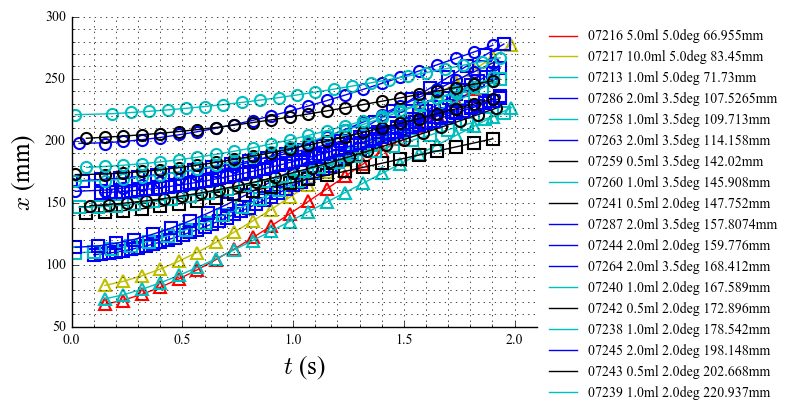 300
250
200
150
100
50
x (mm)
0.0 0.5 1.0 1.5 2.0
t (s)
07216 5.0ml 5.0deg 66.955mm
07217 10.0ml 5.0deg 83.45mm
07213 1.0ml 5.0deg 71.73mm
07286 2.0ml 3.5deg 107.5265mm
07258 1.0ml 3.5deg 109.713mm
07263 2.0ml 3.5deg 114.158mm
07259 0.5ml 3.5deg 142.02mm
07260 1.0ml 3.5deg 145.908mm
07241 0.5ml 2.0deg 147.752mm
07287 2.0ml 3.5deg 157.8074mm
07244 2.0ml 2.0deg 159.776mm
07264 2.0ml 3.5deg 168.412mm
07240 1.0ml 2.0deg 167.589mm
07242 0.5ml 2.0deg 172.896mm
07238 1.0ml 2.0deg 178.542mm
07245 2.0ml 2.0deg 198.148mm
07243 0.5ml 2.0deg 202.668mm
07239 1.0ml 2.0deg 220.937mm